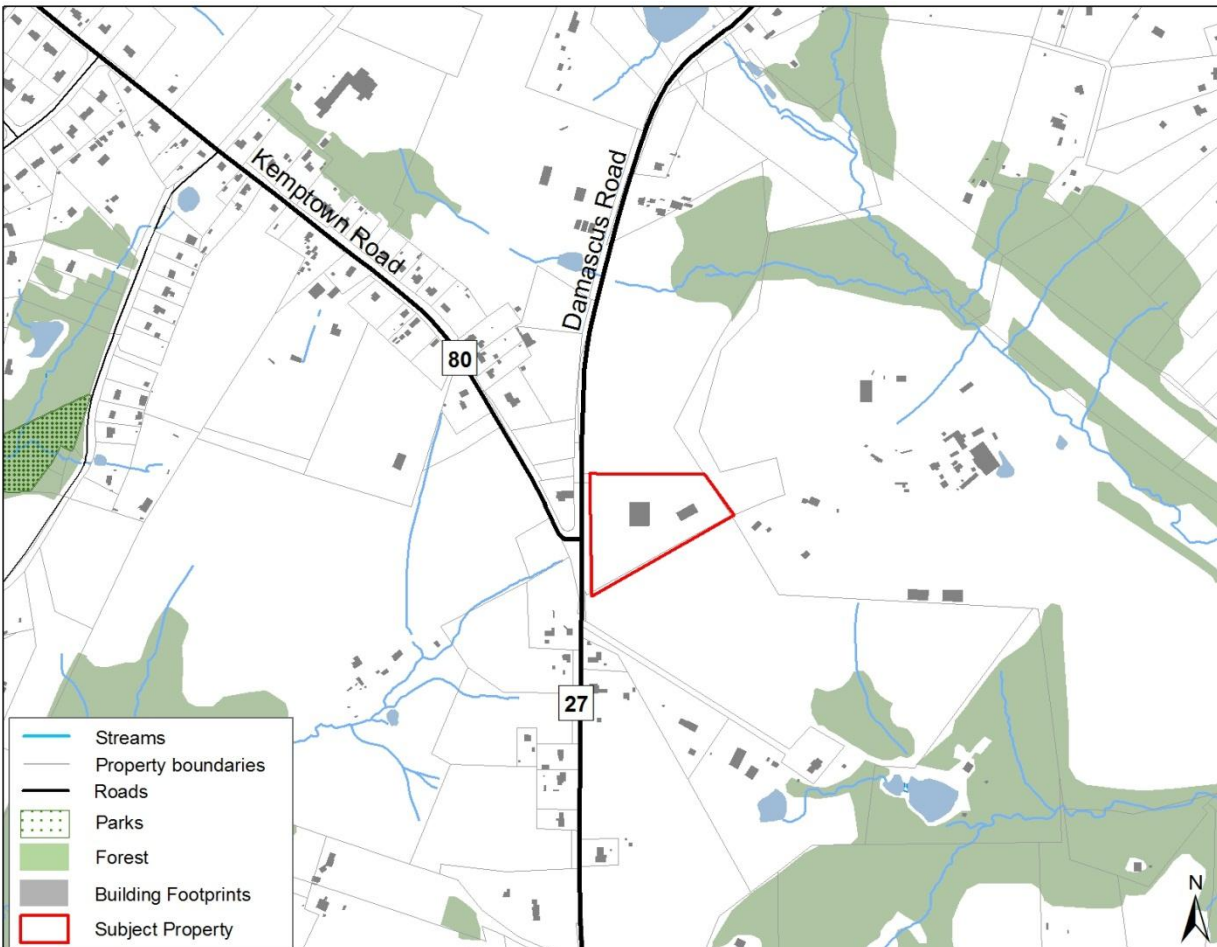 Kemptown Road
Damascus Road
80
27
Streams
Property boundaries
Roads
Parks
Forest
Building Footprints
Subject Property
N